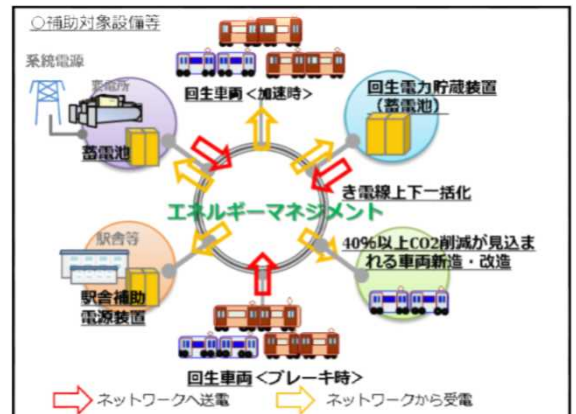 ○補助対象設備等
系統電源
変電所
蓄電池
回生車両<加速時>
回生電力貯蔵装置
(蓄電池)
き電線上下一括化
エネルギーマネジメント
駅舎等
駅舎補助
電源装置
40%以上CO2削減が見込ま
れる車両新造・改造
回生車両<ブレーキ時>
ネットワークへ送電
ネットワークから受電